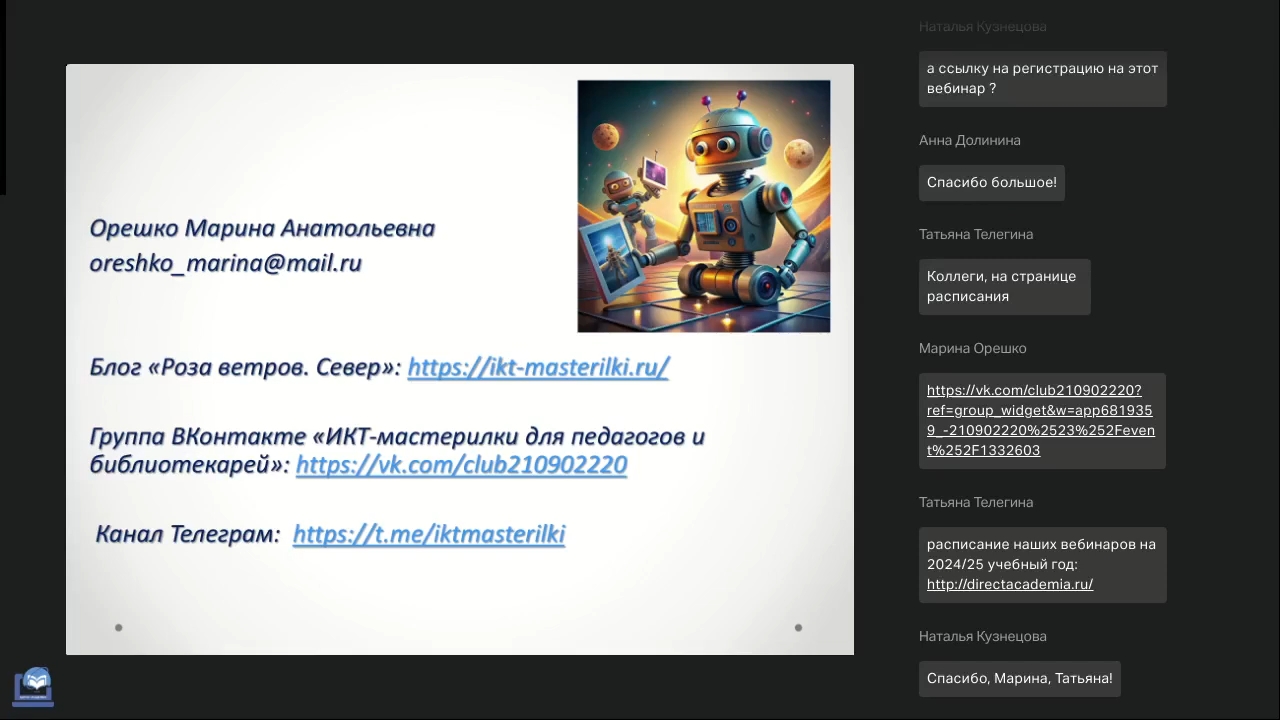 Орешко Марина Анатольевна
oreshko_marina@mail.ru
Блог «Роза ветров. Север»: https://ikt-masterilki.ru/
Группа ВКонтакте «ИКТ-мастерилки для педагогов и
библиотекарей»: https://vk.com/club210902220
Канал Телеграм: https://t.me/iktmasterilki
Наталья Кузнецова
а ссылку на регистрацию на этот
вебинар ?
Анна Долинина
Спасибо большое!
Татьяна Телегина
Коллеги, на странице
расписания
Марина Орешко
https://vk.com/club210902220?
ref=group_widget&w=app681935
9_-210902220%2523%252Feven
t%252F1332603
Татьяна Телегина
расписание наших вебинаров на
2024/25 учебный год:
http://directacademia.ru/
Наталья Кузнецова
Спасибо, Марина, Татьяна!